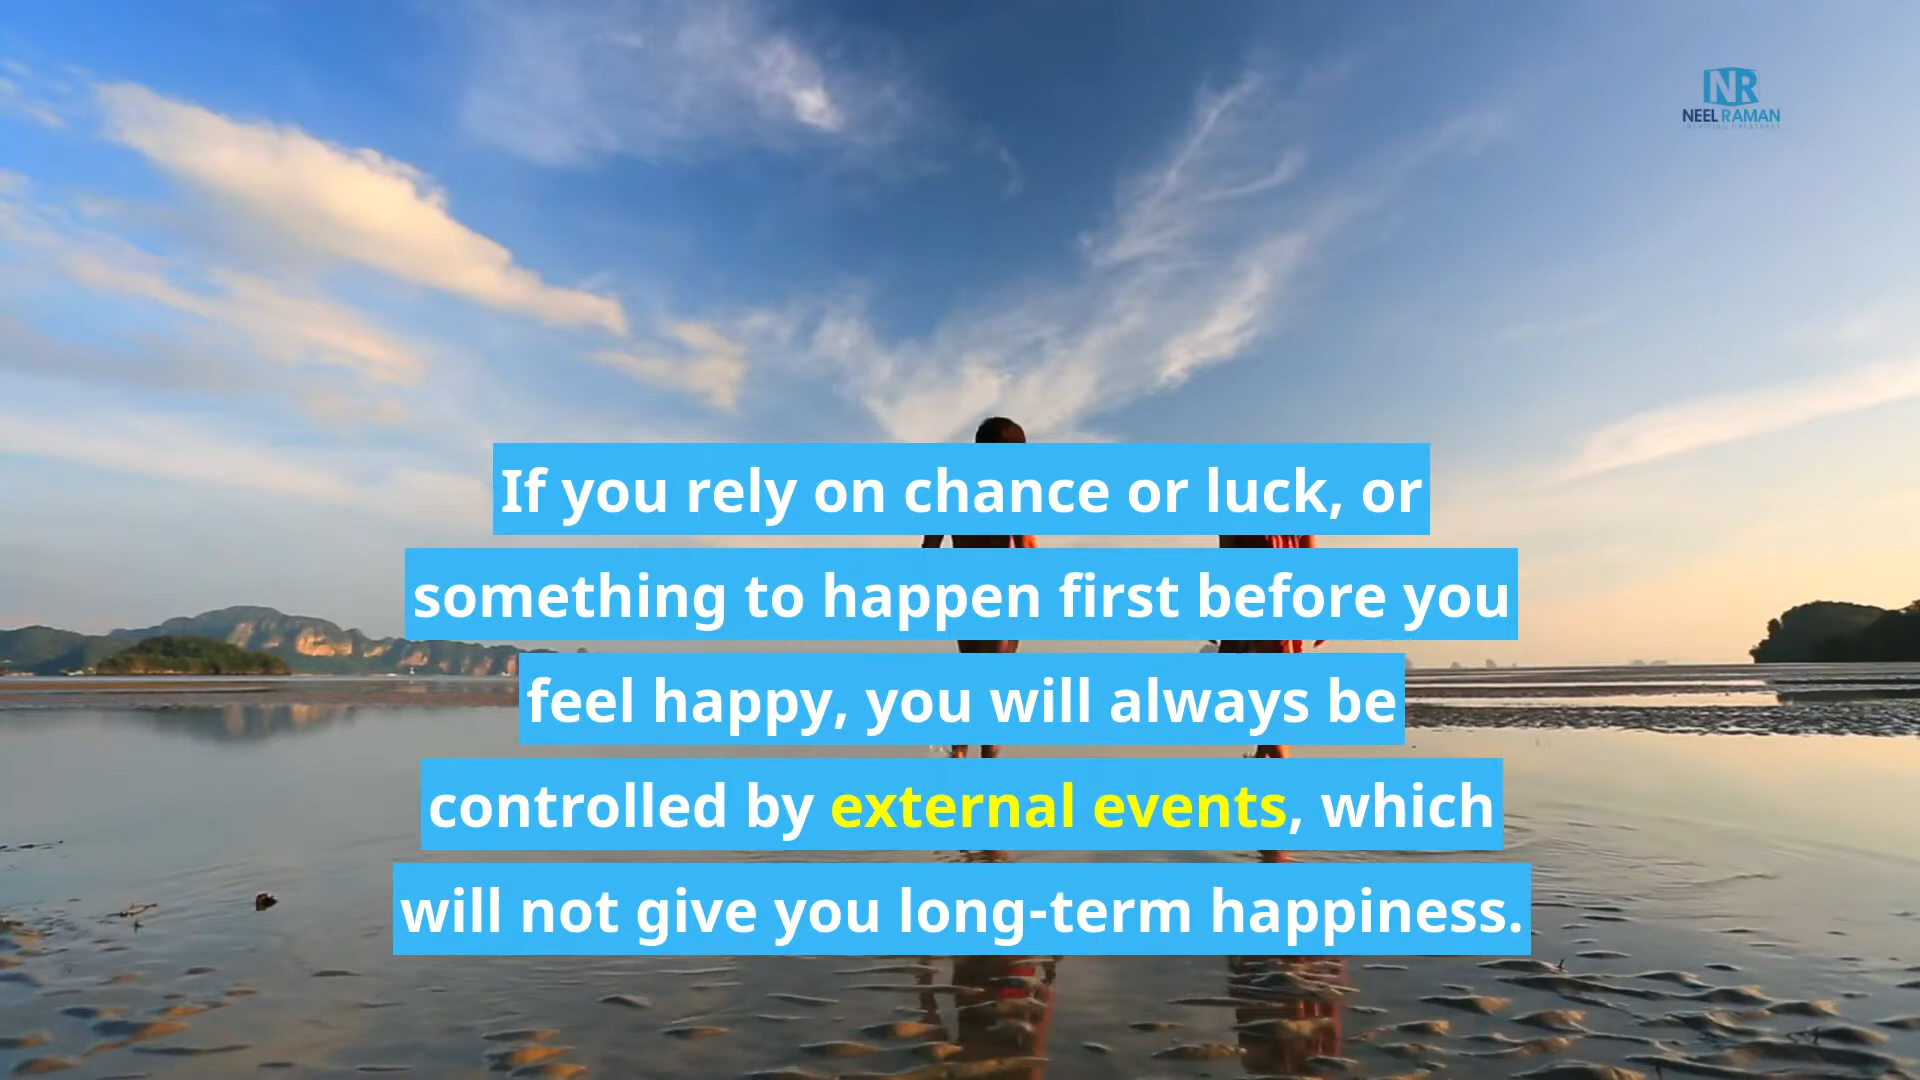 NR
NEEL RAMAN
If you rely on chance or luck, or
something to happen first before you
feel happy, you will always be
controlled by external events, which
will not give you long-term happiness.